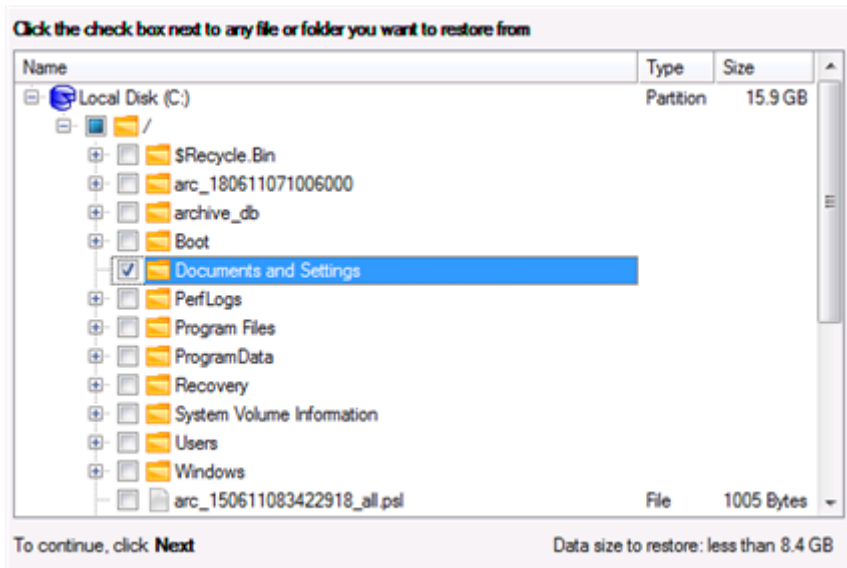 Click the check box next to any file or folder you want to restore from
Name Type Size
Local Disk (C:) Partition 15.9 GB
/
$Recycle.Bin
arc_180611071006000
archive_db
Boot
Documents and Settings
PerfLogs
Program Files
ProgramData
Recovery
System Volume Information
Users
Windows
arc_150611083422918_all.psl File 1005 Bytes
To continue, click Next Data size to restore: less than 8.4 GB